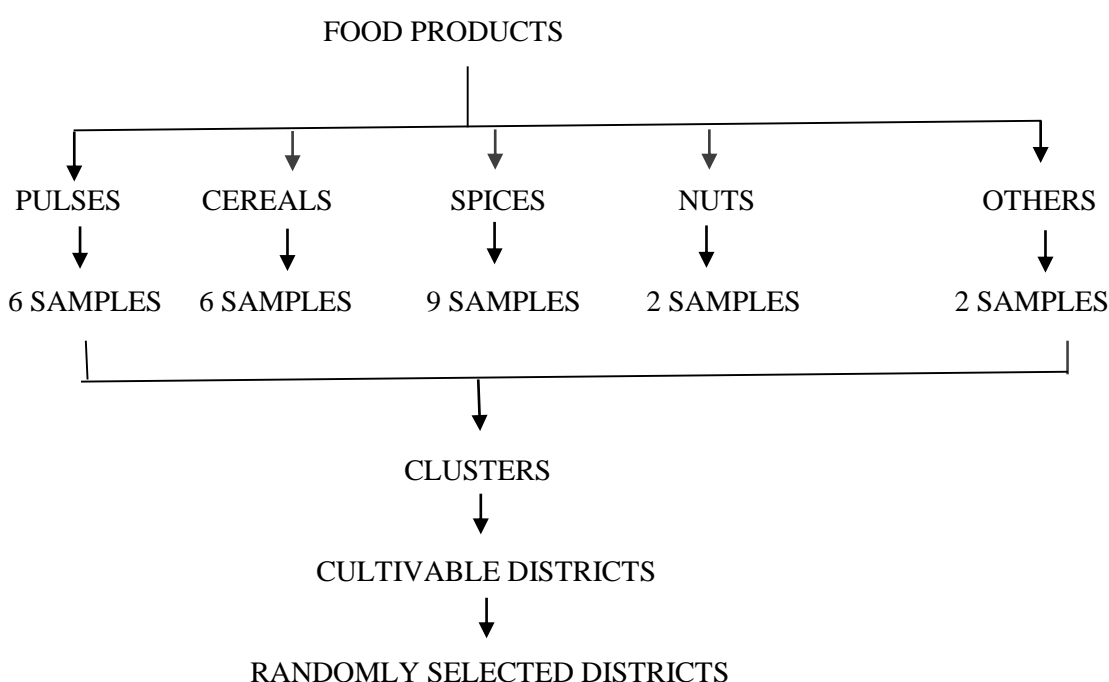 FOOD PRODUCTS
PULSES CEREALS SPICES NUTS OTHERS
6 SAMPLES 6 SAMPLES 9 SAMPLES 2 SAMPLES 2 SAMPLES
CLUSTERS
CULTIVABLE DISTRICTS
RANDOMLY SELECTED DISTRICTS